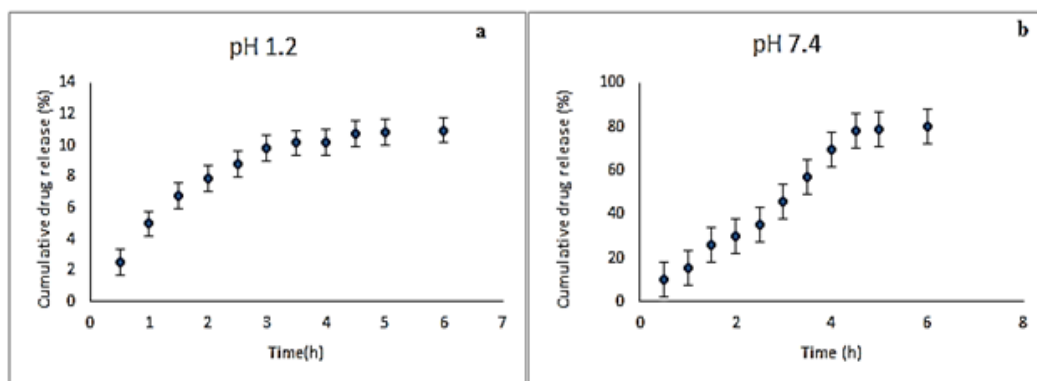 a
pH 1.2
14
12
10
8
6
4
2
0
Cumulative drug release (%)
0 1 2 3 4 5 6 7
Time(h)
b
pH 7.4
100
80
60
40
20
0
Cumulative drug release (%)
0 2 4 6 8
Time (h)